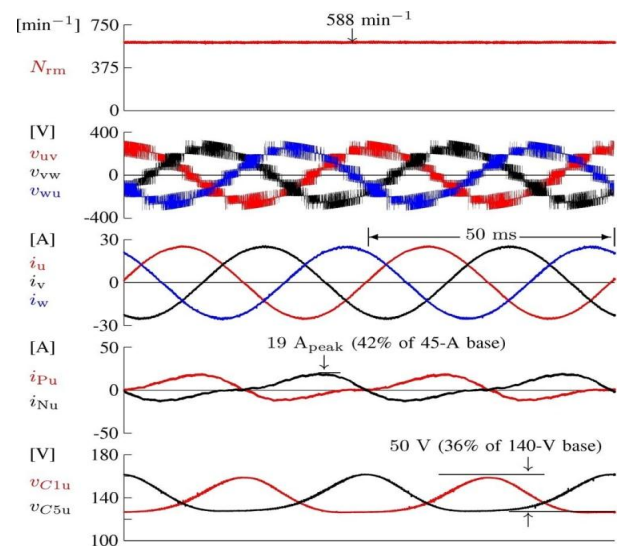 [min⁻¹] 750
588 min⁻¹
N_rm 375
0
[V] 400
v_uv
v_vw 0
v_wu
-400
[A] 30
50 ms
i_u
i_v 0
i_w
-30
[A] 50
19 A_peak (42% of 45-A base)
i_Pu
0
i_Nu
-50
[V] 180
50 V (36% of 140-V base)
v_C1u
140
v_C5u
100